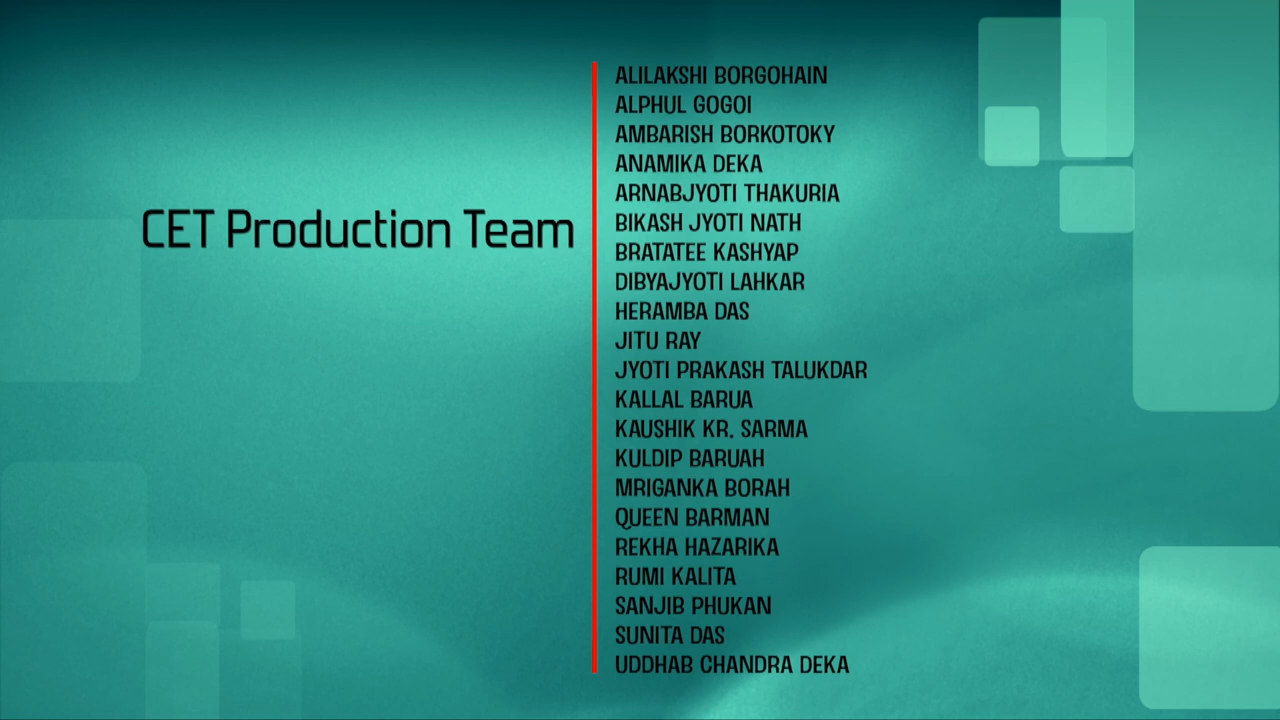 CET Production Team
ALILAKSHI BORGOHAIN
ALPHUL GOGOI
AMBARISH BORKOTOKY
ANAMIKA DEKA
ARNABJYOTI THAKURIA
BIKASH JYOTI NATH
BRATATEE KASHYAP
DIBYAJYOTI LAHKAR
HERAMBA DAS
JITU RAY
JYOTI PRAKASH TALUKDAR
KALLAL BARUA
KAUSHIK KR. SARMA
KULDIP BARUAH
MRIGANKA BORAH
QUEEN BARMAN
REKHA HAZARIKA
RUMI KALITA
SANJIB PHUKAN
SUNITA DAS
UDDHAB CHANDRA DEKA